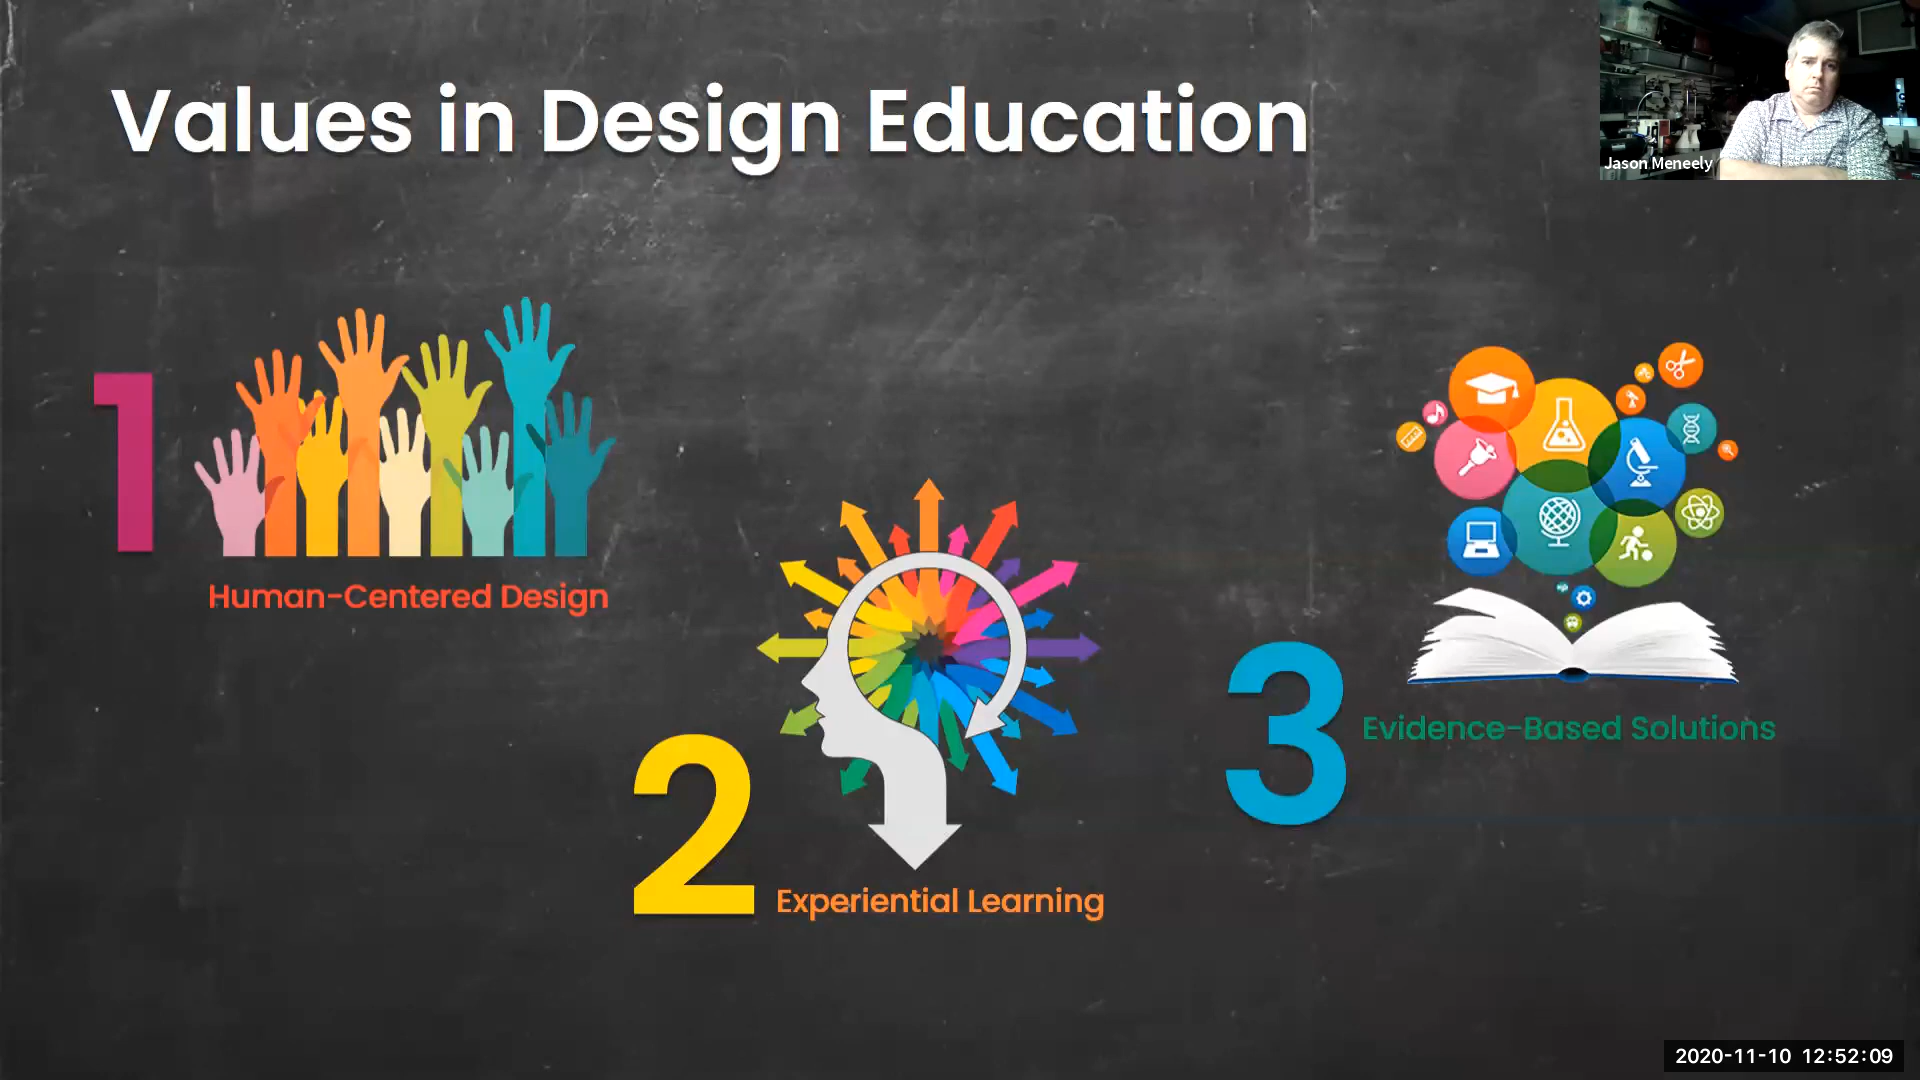 Values in Design Education
Jason Meneely
1
Human-Centered Design
2
Experiential Learning
3
Evidence-Based Solutions
2020-11-10 12:52:09